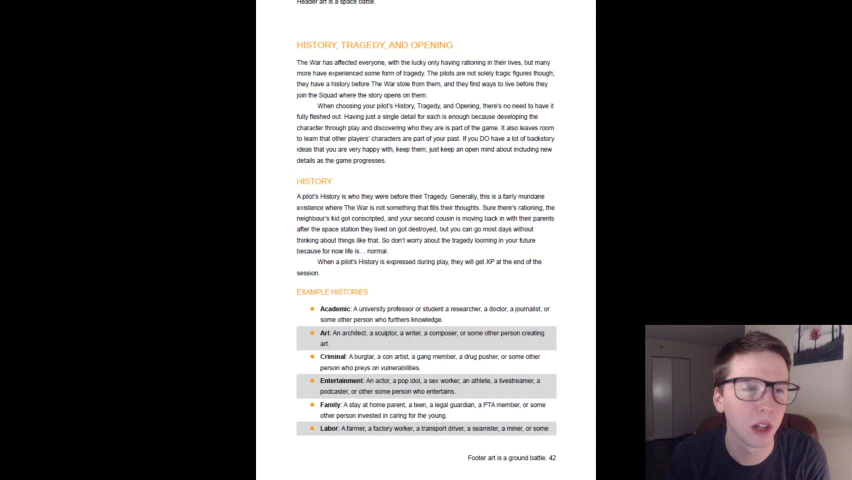 Header art is a space battle.
HISTORY, TRAGEDY, AND OPENING
The War has affected everyone, with the lucky only having rationing in their lives, but many
more have experienced some form of tragedy. The pilots are not solely tragic figures though;
they have a history before The War stole from them, and they find ways to live before they
join the Squad where the story opens on them.
When choosing your pilot's History, Tragedy, and Opening, there's no need to have it
fully fleshed out. Having just a single detail for each is enough because developing the
character through play and discovering who they are is part of the game. It also leaves room
to learn that other players' characters are part of your past. If you DO have a lot of backstory
ideas that you are very happy with, keep them; just keep an open mind about including new
details as the game progresses.
HISTORY
A pilot's History is who they were before their Tragedy. Generally, this is a fairly mundane
existence where The War is not something that fills their thoughts. Sure there's rationing, the
neighbour's kid got conscripted, and your second cousin is moving back in with their parents
after the space station they lived on got destroyed, but you can go most days without
thinking about things like that. So don't worry about the tragedy looming in your future
because for now life is... normal.
When a pilot's History is expressed during play, they will get XP at the end of the
session.
EXAMPLE HISTORIES
Academic: A university professor or student a researcher, a doctor, a journalist, or
some other person who furthers knowledge.
Art: An architect, a sculptor, a writer, a composer, or some other person creating
art.
Criminal: A burglar, a con artist, a gang member, a drug pusher, or some other
person who preys on vulnerabilities.
Entertainment: An actor, a pop idol, a sex worker, an athlete, a livestreamer, a
podcaster, or other some person who entertains.
Family: A stay at home parent, a teen, a legal guardian, a PTA member, or some
other person invested in caring for the young.
Labor: A farmer, a factory worker, a transport driver, a seamster, a miner, or some
Footer art is a ground battle. 42